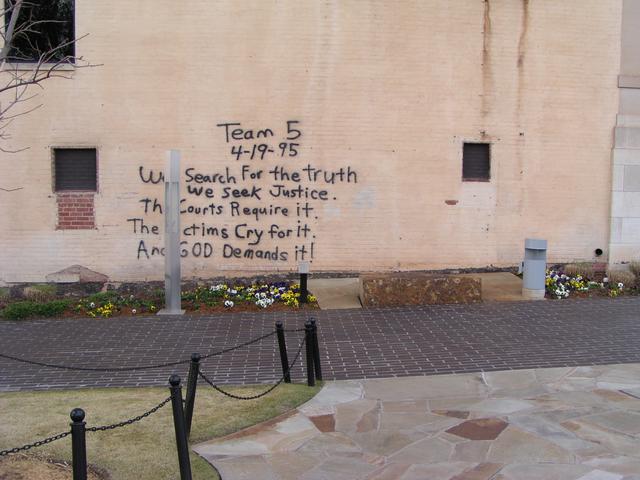 Team 5
4-19-95
We Search For the truth
We Seek Justice.
The Courts Require it.
The Victims Cry for it.
And GOD Demands it!